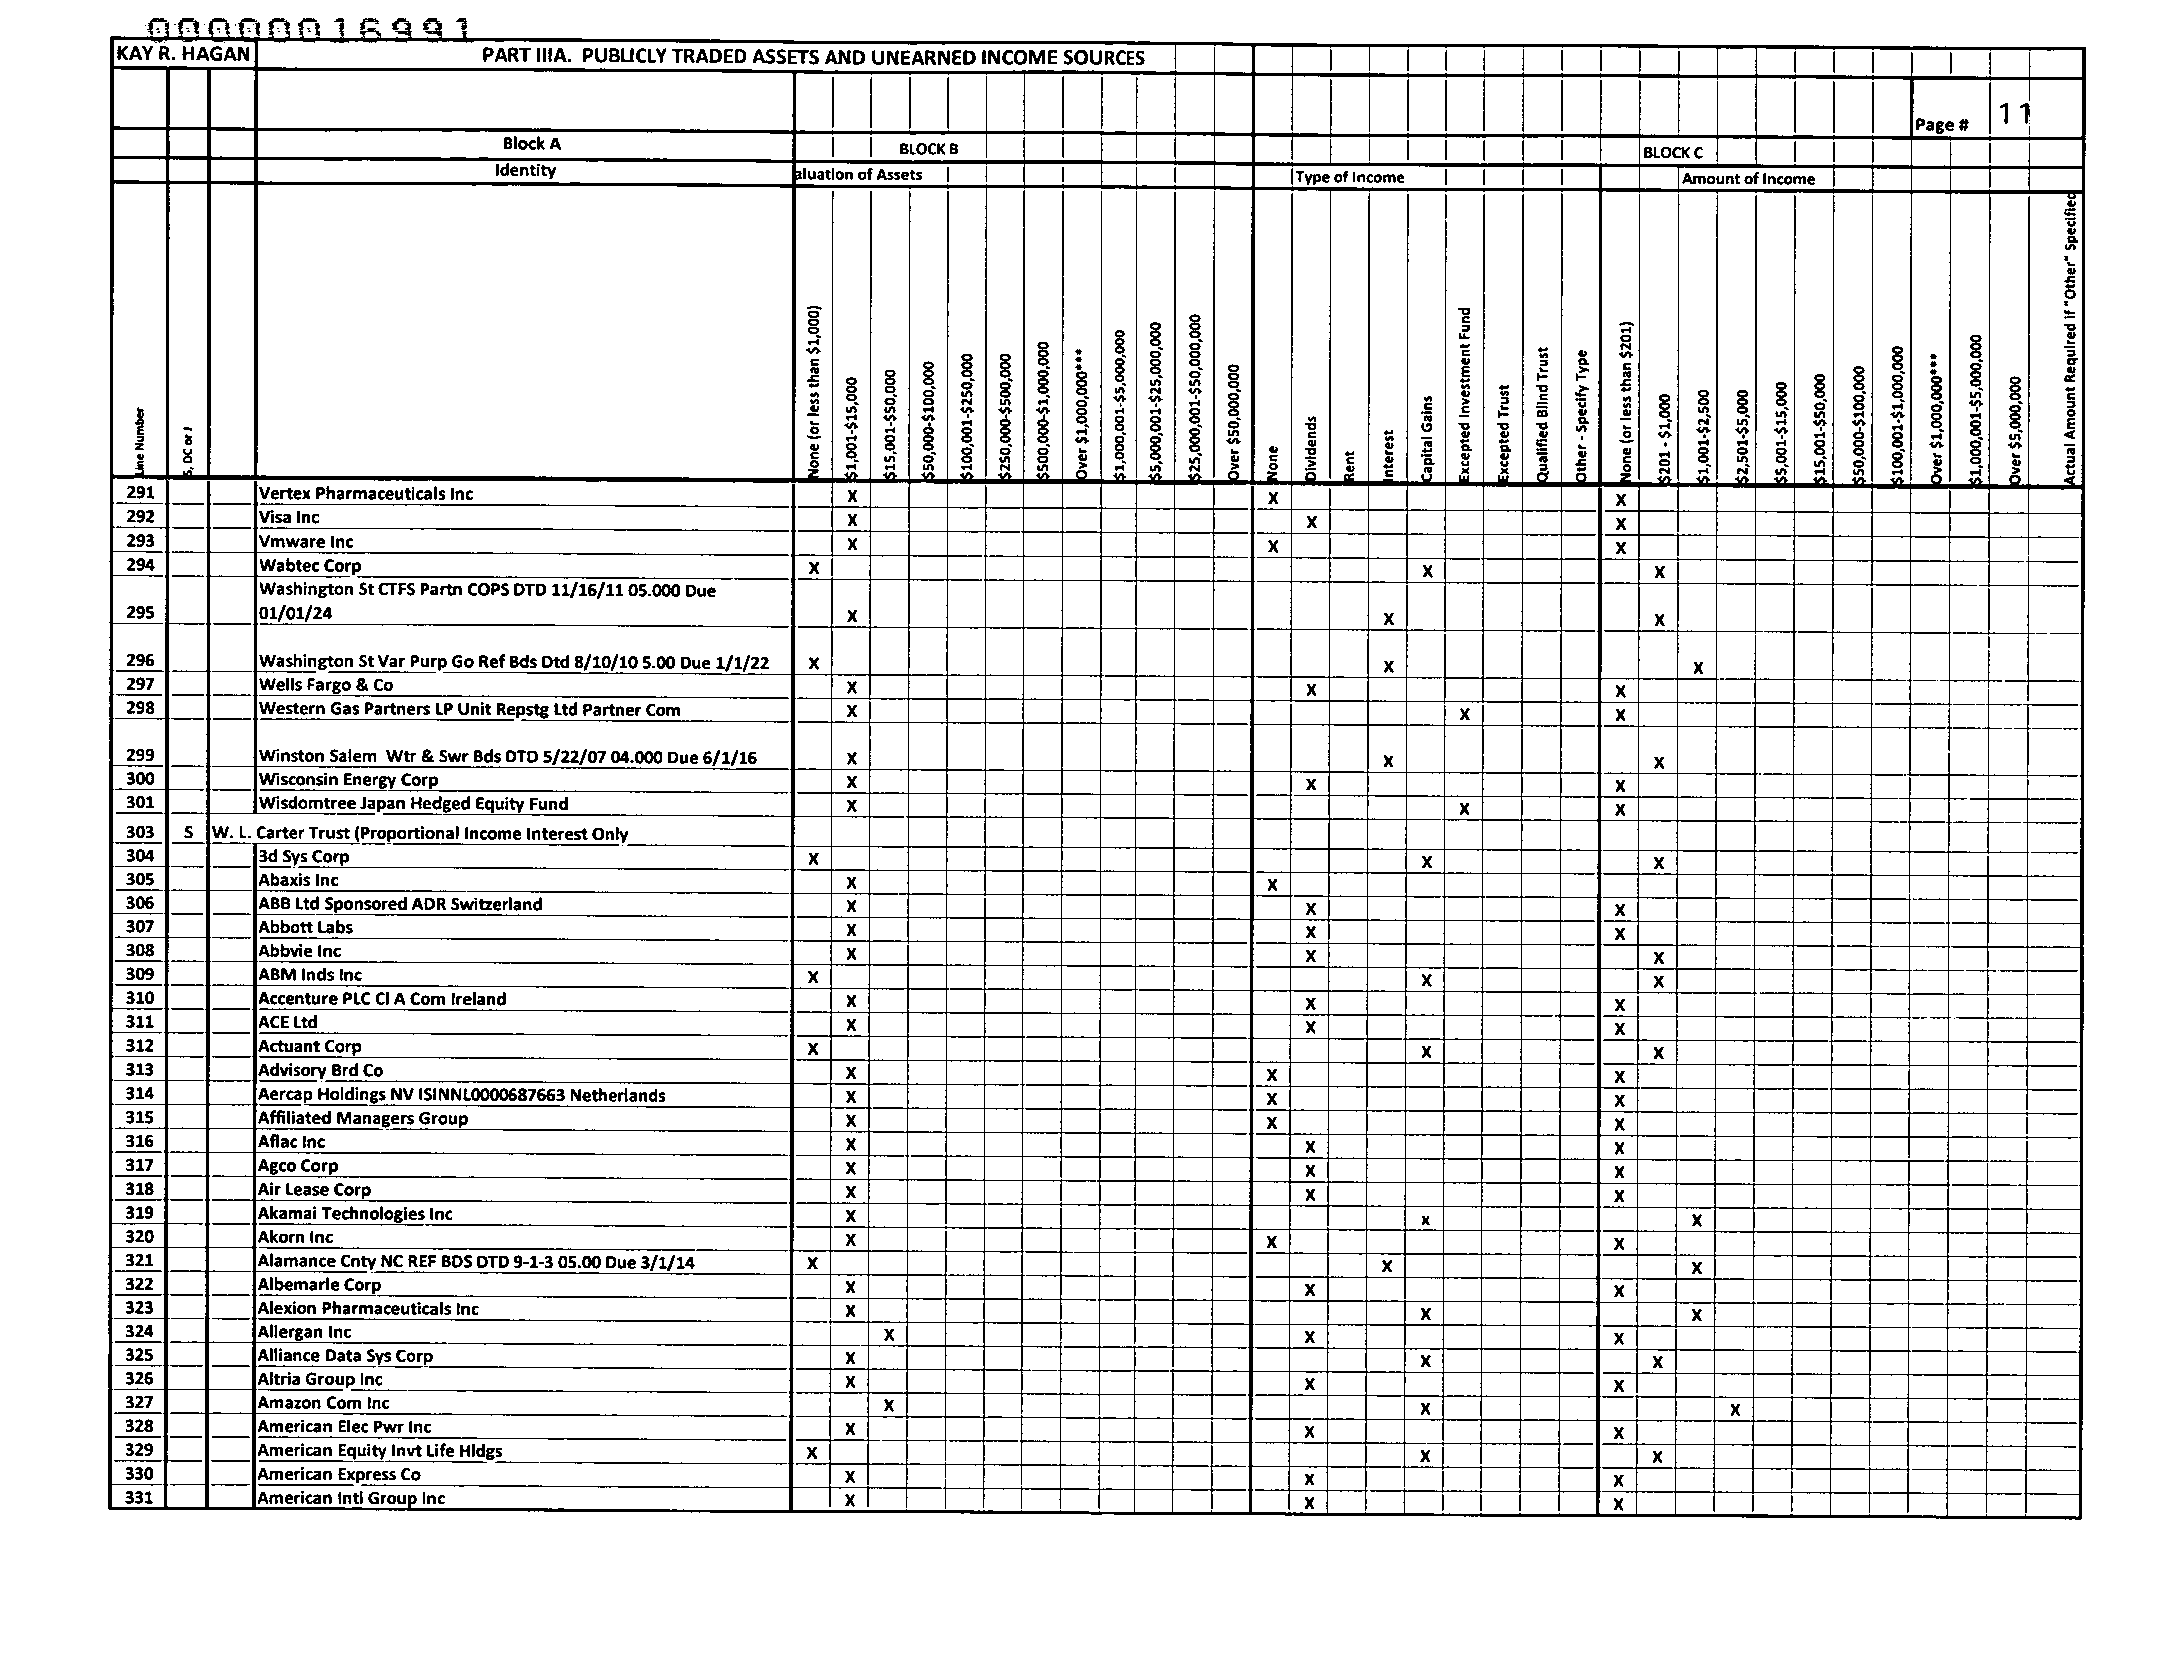 00000016991
KAY R. HAGAN PART IIIA. PUBLICLY TRADED ASSETS AND UNEARNED INCOME SOURCES
Page # 11
Block A BLOCK B BLOCK C
Identity aluation of Assets Type of Income Amount of Income
Line Number
S, DC or J
None (or less than $1,000)
$1,001-$15,000
$15,001-$50,000
$50,000-$100,000
$100,001-$250,000
$250,000-$500,000
$500,000-$1,000,000
Over $1,000,000***
$1,000,001-$5,000,000
$5,000,001-$25,000,000
$25,000,001-$50,000,000
Over $50,000,000
None
Dividends
Rent
Interest
Capital Gains
Excepted Investment Fund
Excepted Trust
Qualified Blind Trust
Other - Specify Type
None (or less than $201)
$201 - $1,000
$1,001-$2,500
$2,501-$5,000
$5,001-$15,000
$15,001-$50,000
$50,000-$100,000
$100,001-$1,000,000
Over $1,000,000***
$1,000,001-$5,000,000
Over $5,000,000
Actual Amount Required if "Other" Specified
291 Vertex Pharmaceuticals Inc X X X
292 Visa Inc X X X
293 Vmware Inc X X X
294 Wabtec Corp X X X
Washington St CTFS Partn COPS DTD 11/16/11 05.000 Due
295 01/01/24 X X X
296 Washington St Var Purp Go Ref Bds Dtd 8/10/10 5.00 Due 1/1/22 X X X
297 Wells Fargo & Co X X X
298 Western Gas Partners LP Unit Repstg Ltd Partner Com X X X
299 Winston Salem Wtr & Swr Bds DTD 5/22/07 04.000 Due 6/1/16 X X X
300 Wisconsin Energy Corp X X X
301 Wisdomtree Japan Hedged Equity Fund X X X
303 S W. L. Carter Trust (Proportional Income Interest Only
304 3d Sys Corp X X X
305 Abaxis Inc X X
306 ABB Ltd Sponsored ADR Switzerland X X X
307 Abbott Labs X X X
308 Abbvie Inc X X X
309 ABM Inds Inc X X X
310 Accenture PLC Cl A Com Ireland X X X
311 ACE Ltd X X X
312 Actuant Corp X X X
313 Advisory Brd Co X X X
314 Aercap Holdings NV ISINNL0000687663 Netherlands X X X
315 Affiliated Managers Group X X X
316 Aflac Inc X X X
317 Agco Corp X X X
318 Air Lease Corp X X X
319 Akamai Technologies Inc X X X
320 Akorn Inc X X X
321 Alamance Cnty NC REF BDS DTD 9-1-3 05.00 Due 3/1/14 X X X
322 Albemarle Corp X X X
323 Alexion Pharmaceuticals Inc X X X
324 Allergan Inc X X X
325 Alliance Data Sys Corp X X X
326 Altria Group Inc X X X
327 Amazon Com Inc X X X
328 American Elec Pwr Inc X X X
329 American Equity Invt Life Hldgs X X X
330 American Express Co X X X
331 American Intl Group Inc X X X